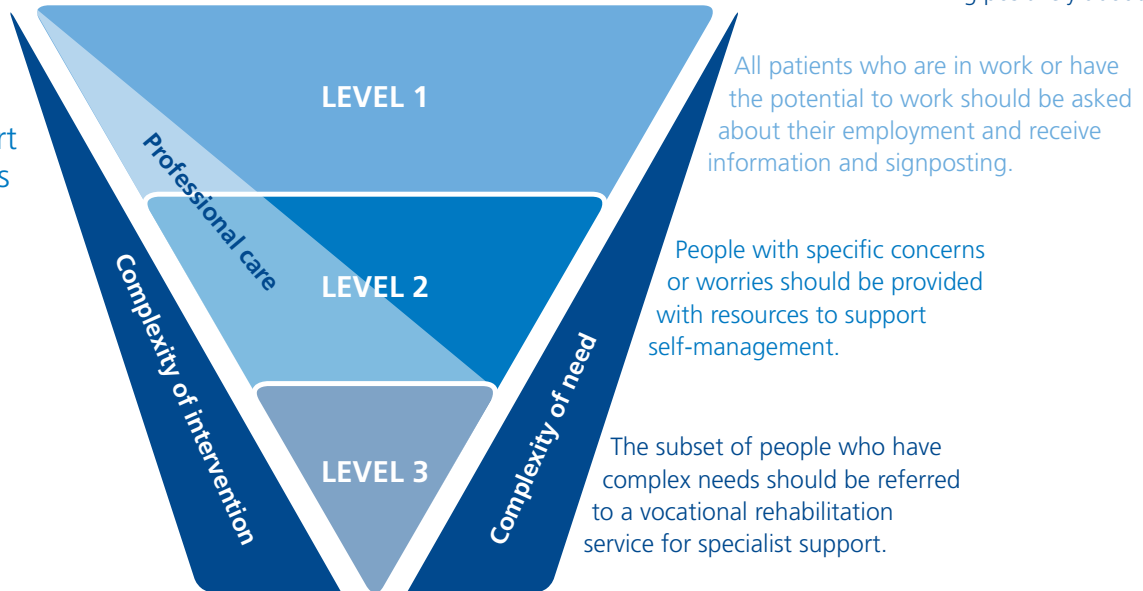 LEVEL 1
All patients who are in work or have
the potential to work should be asked
about their employment and receive
information and signposting.
Professional care
LEVEL 2
People with specific concerns
or worries should be provided
with resources to support
self-management.
Complexity of intervention
Complexity of need
LEVEL 3
The subset of people who have
complex needs should be referred
to a vocational rehabilitation
service for specialist support.